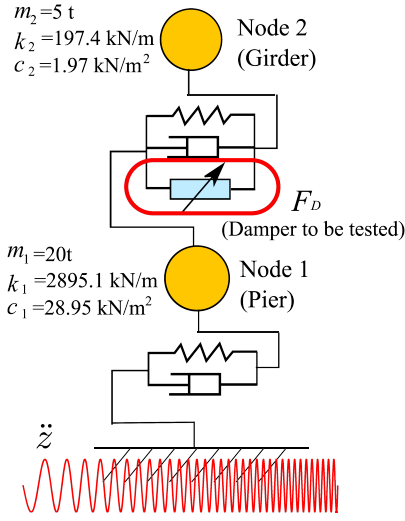 m₂=5 t
k₂=197.4 kN/m
c₂=1.97 kN/m²
Node 2
(Girder)
F_D
(Damper to be tested)
m₁=20t
k₁=2895.1 kN/m
c₁=28.95 kN/m²
Node 1
(Pier)
z̈